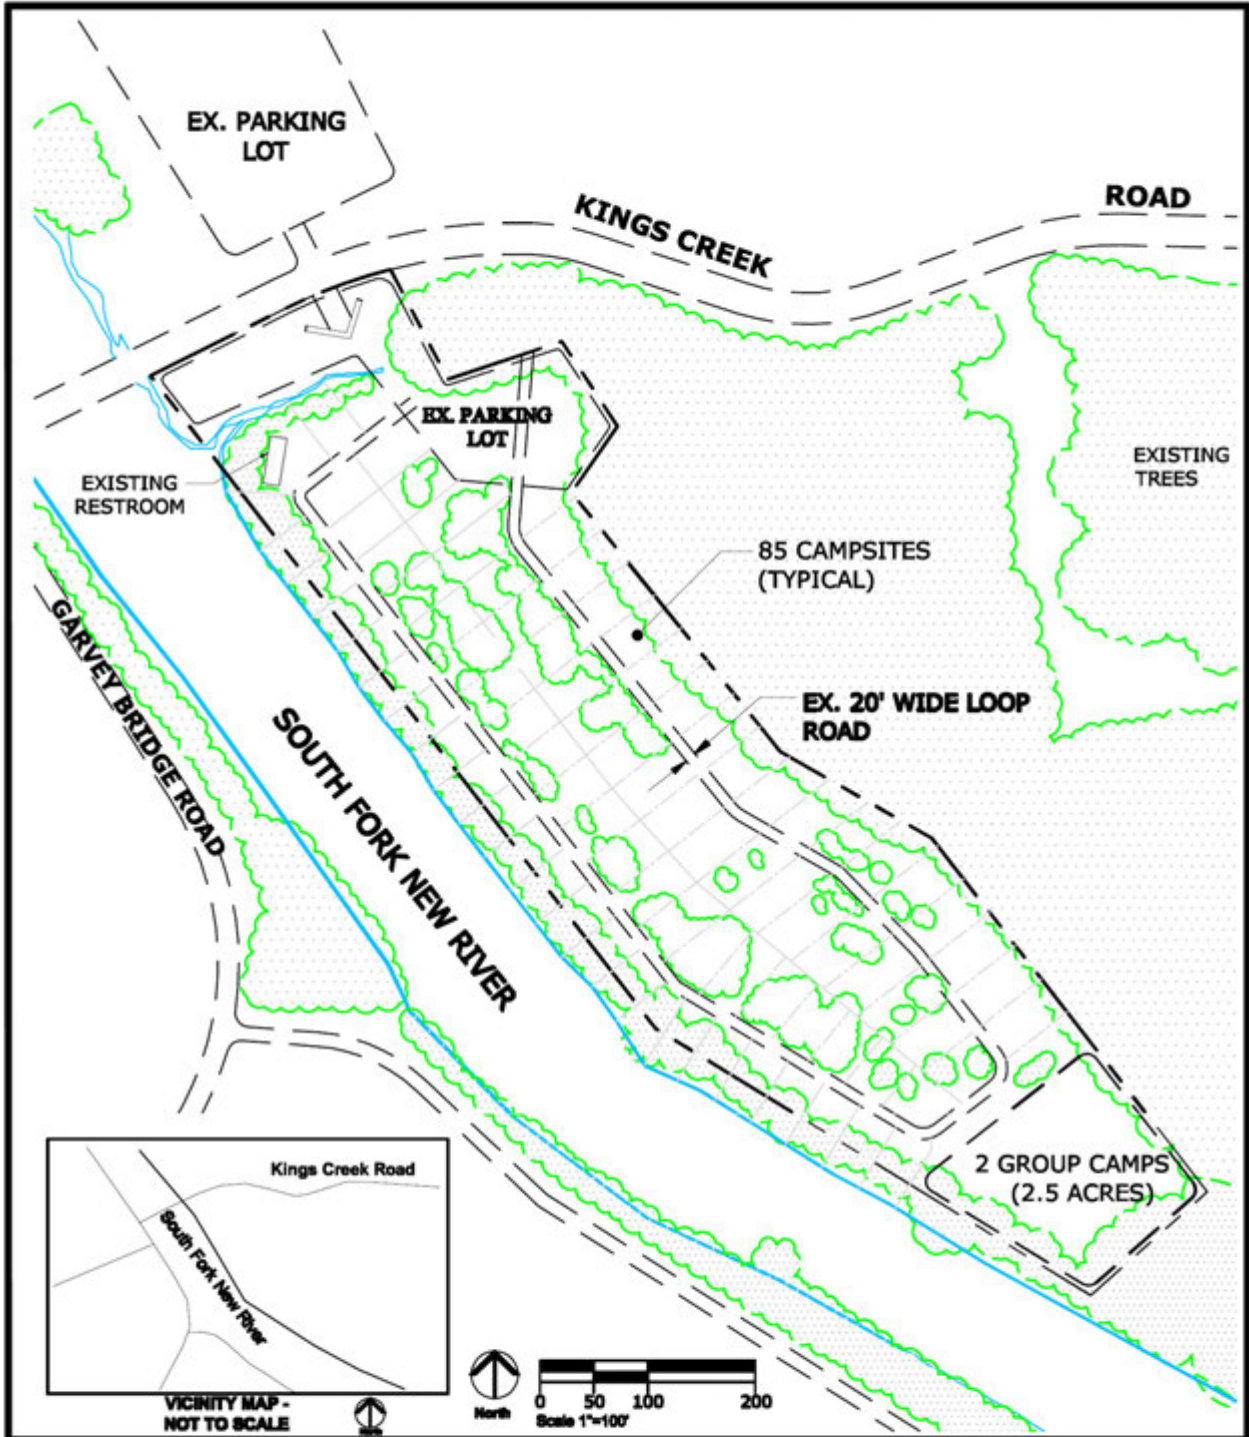 EX. PARKING
LOT
KINGS CREEK
ROAD
EX. PARKING
LOT
EXISTING
RESTROOM
EXISTING
TREES
85 CAMPSITES
(TYPICAL)
GARVEY BRIDGE ROAD
EX. 20' WIDE LOOP
ROAD
SOUTH FORK NEW RIVER
2 GROUP CAMPS
(2.5 ACRES)
Kings Creek Road
South Fork New River
VICINITY MAP -
NOT TO SCALE
North
North
0 50 100 200
Scale 1"=100'